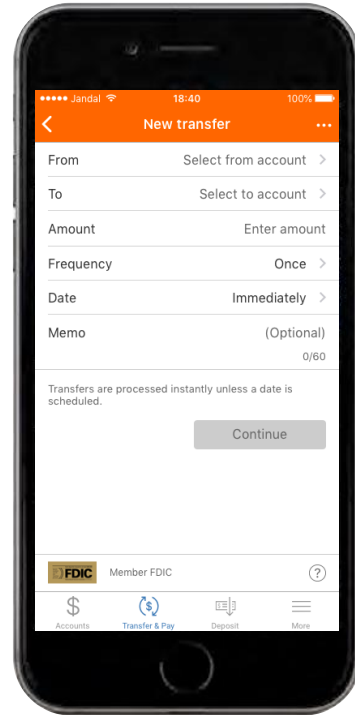 Jandal 18:40 100%
New transfer
From Select from account
To Select to account
Amount Enter amount
Frequency Once
Date Immediately
Memo (Optional)
0/60
Transfers are processed instantly unless a date is
scheduled.
Continue
FDIC Member FDIC ?
Accounts Transfer & Pay Deposit More